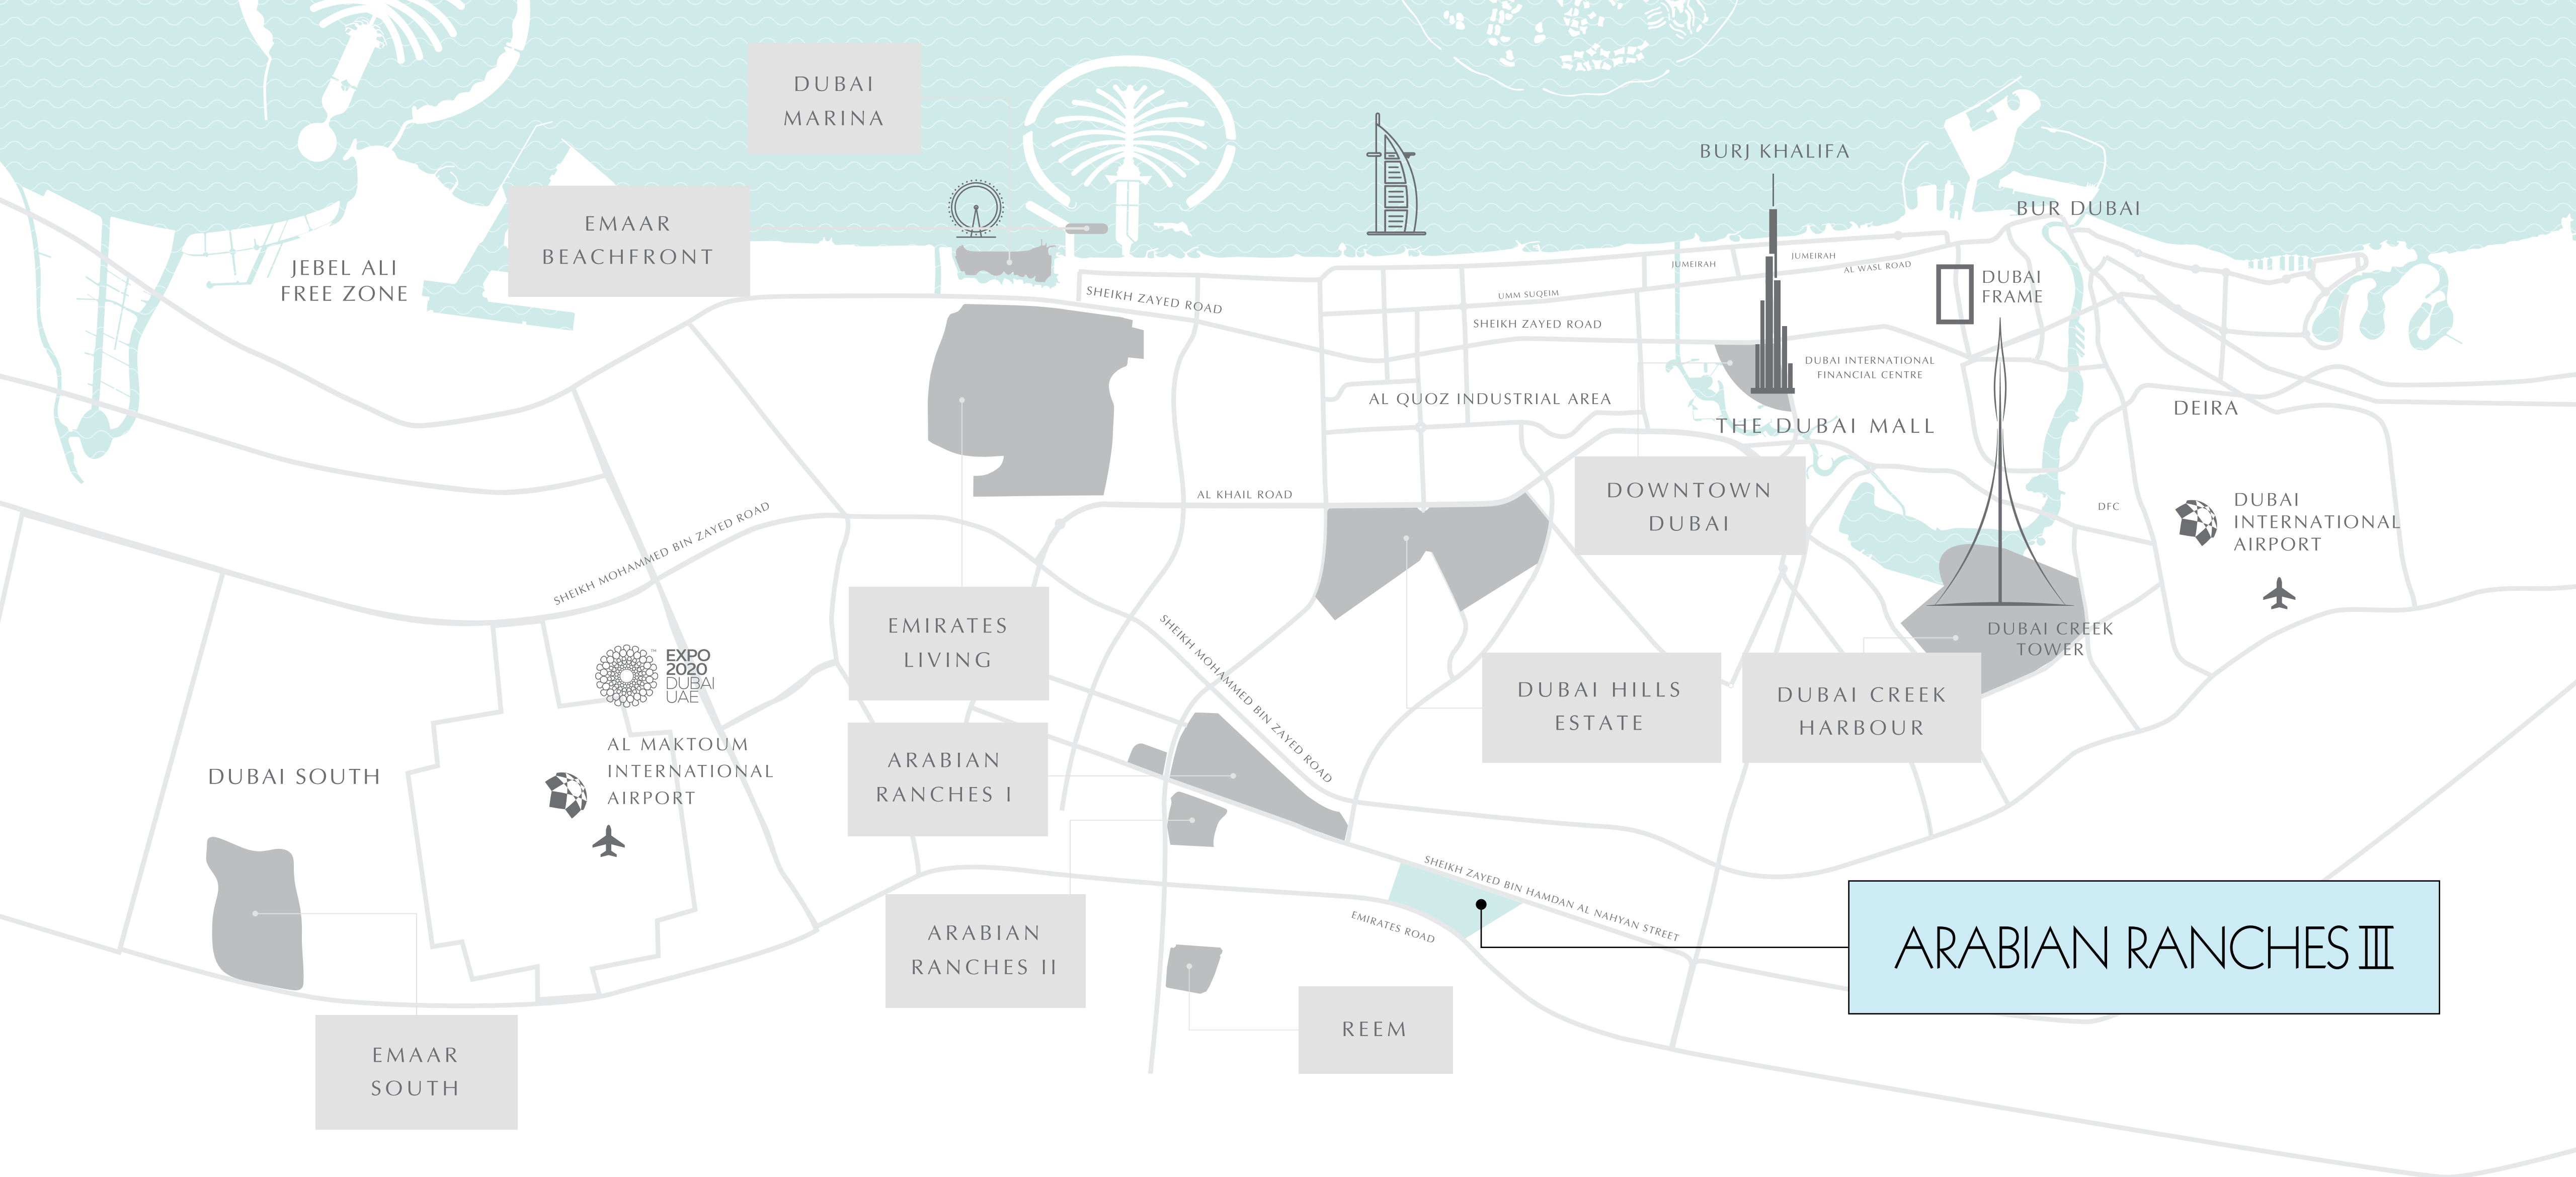 DUBAI
MARINA
BURJ KHALIFA
BUR DUBAI
EMAAR
BEACHFRONT
JEBEL ALI
FREE ZONE
JUMEIRAH
JUMEIRAH
AL WASL ROAD
DUBAI
FRAME
SHEIKH ZAYED ROAD
UMM SUQEIM
SHEIKH ZAYED ROAD
DUBAI INTERNATIONAL
FINANCIAL CENTRE
AL QUOZ INDUSTRIAL AREA
THE DUBAI MALL
DEIRA
AL KHAIL ROAD
DOWNTOWN
DUBAI
DFC
DUBAI
INTERNATIONAL
AIRPORT
SHEIKH MOHAMMED BIN ZAYED ROAD
EMIRATES
LIVING
SHEIKH MOHAMMED BIN ZAYED ROAD
DUBAI CREEK
TOWER
EXPO
2020
DUBAI
UAE
™
DUBAI HILLS
ESTATE
DUBAI CREEK
HARBOUR
AL MAKTOUM
INTERNATIONAL
AIRPORT
DUBAI SOUTH
ARABIAN
RANCHES I
SHEIKH ZAYED BIN HAMDAN AL NAHYAN STREET
EMIRATES ROAD
ARABIAN
RANCHES II
ARABIAN RANCHES III
REEM
EMAAR
SOUTH